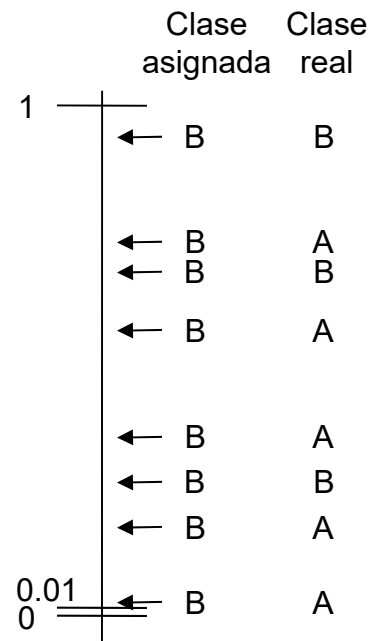 Clase Clase
asignada real
1
B B
B A
B B
B A
B A
B B
B A
0.01
B A
0